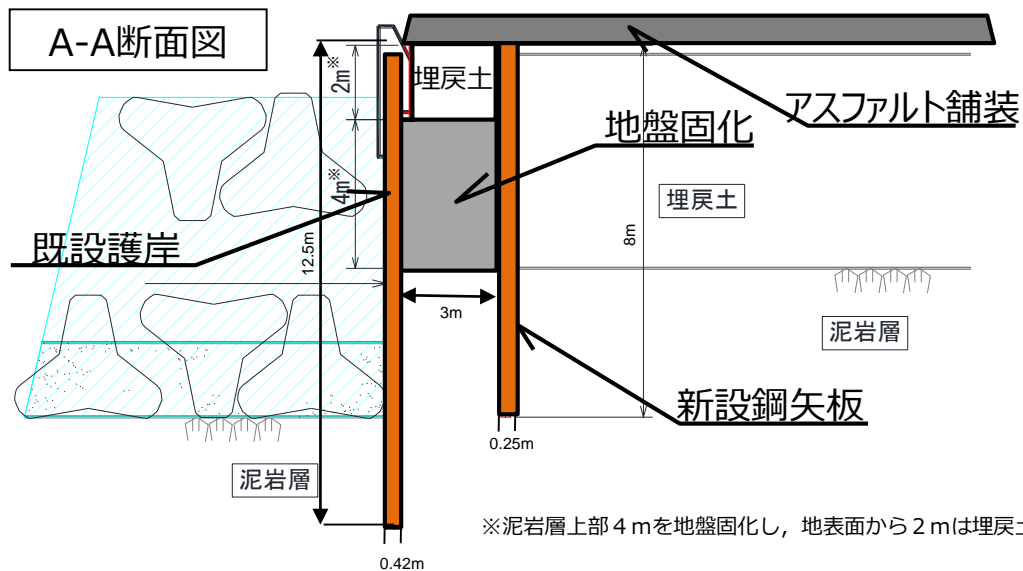 A-A断面図
2m※
埋戻土
アスファルト舗装
地盤固化
4m※
埋戻土
8m
既設護岸
12.5m
3m
泥岩層
新設鋼矢板
0.25m
泥岩層
※泥岩層上部４ｍを地盤固化し，地表面から２ｍは埋戻土
0.42m